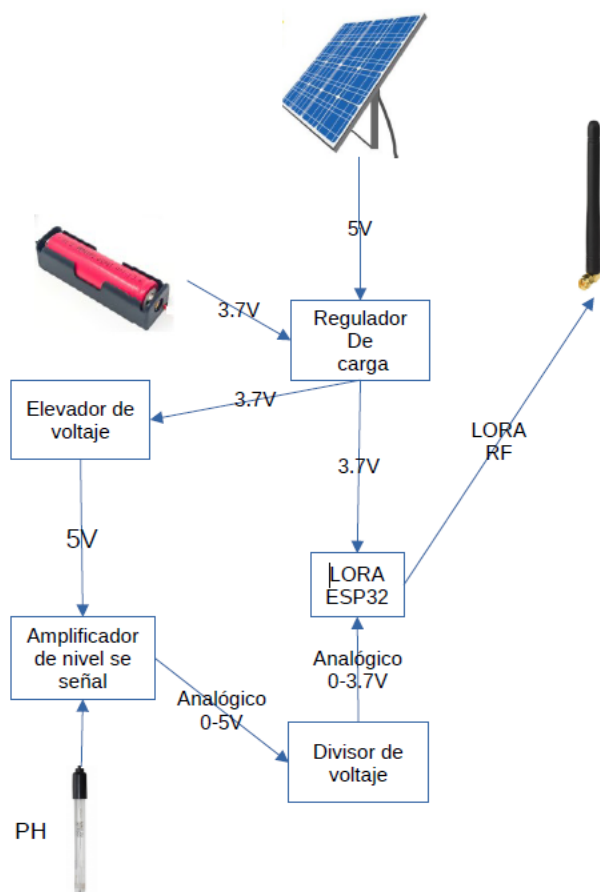 5V
3.7V
Regulador
De
carga
Elevador de
voltaje
3.7V
LORA
RF
3.7V
5V
LORA
ESP32
Amplificador
de nivel se
señal
Analógico
0-3.7V
Analógico
0-5V
Divisor de
voltaje
PH